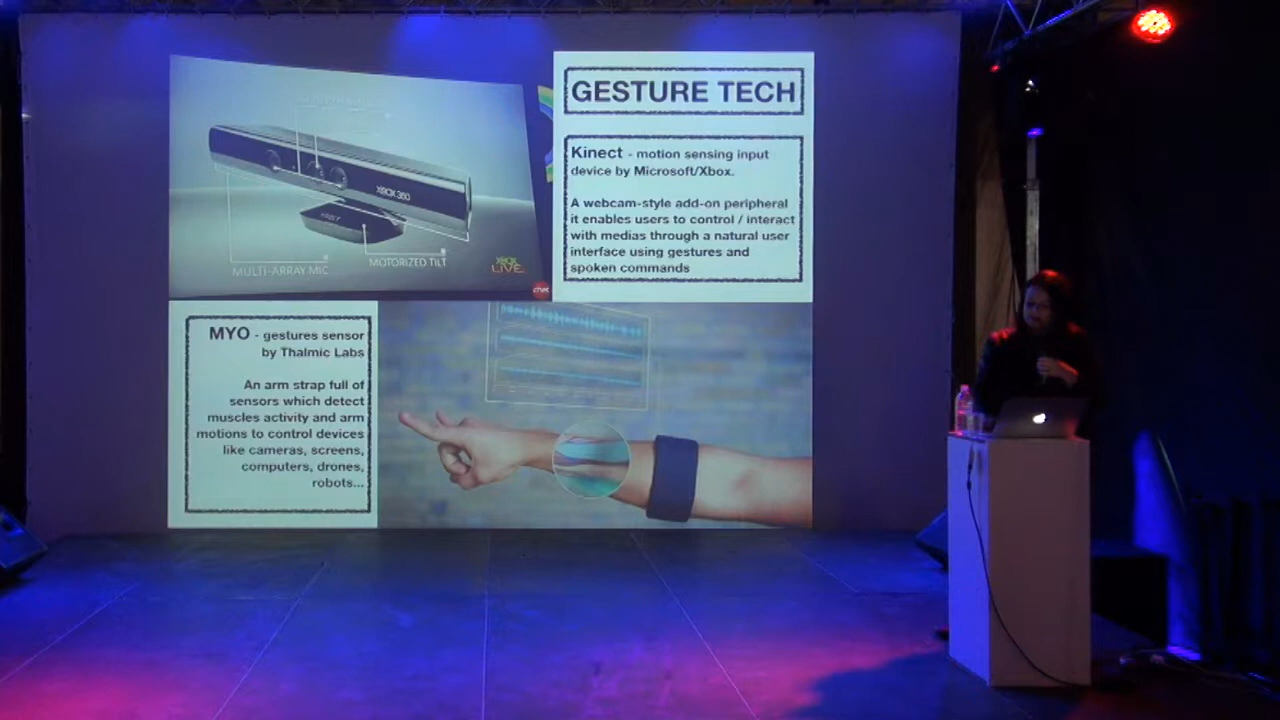 GESTURE TECH
Kinect - motion sensing input
device by Microsoft/Xbox.
A webcam-style add-on peripheral
it enables users to control / interact
with medias through a natural user
interface using gestures and
spoken commands
XBOX 360
MULTI-ARRAY MIC
MOTORIZED TILT
XBOX
LIVE
MYO - gestures sensor
by Thalmic Labs
An arm strap full of
sensors which detect
muscles activity and arm
motions to control devices
like cameras, screens,
computers, drones,
robots...